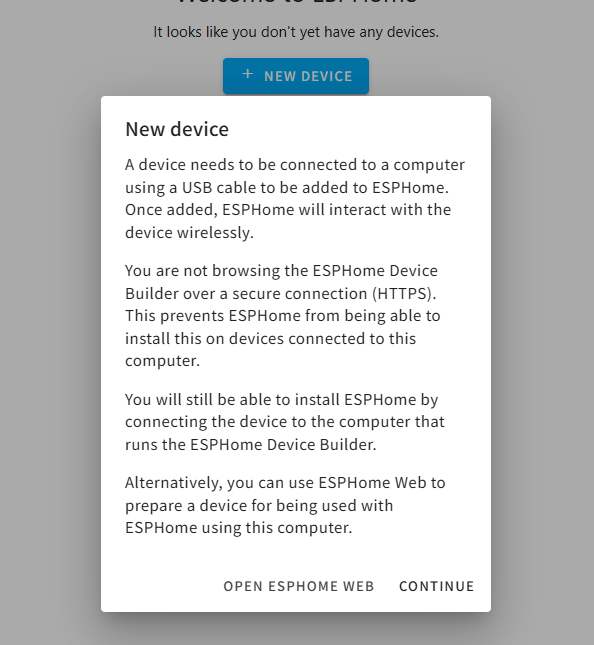 Welcome to ESPHome
It looks like you don't yet have any devices.
+ NEW DEVICE
New device
A device needs to be connected to a computer
using a USB cable to be added to ESPHome.
Once added, ESPHome will interact with the
device wirelessly.
You are not browsing the ESPHome Device
Builder over a secure connection (HTTPS).
This prevents ESPHome from being able to
install this on devices connected to this
computer.
You will still be able to install ESPHome by
connecting the device to the computer that
runs the ESPHome Device Builder.
Alternatively, you can use ESPHome Web to
prepare a device for being used with
ESPHome using this computer.
OPEN ESPHOME WEB CONTINUE